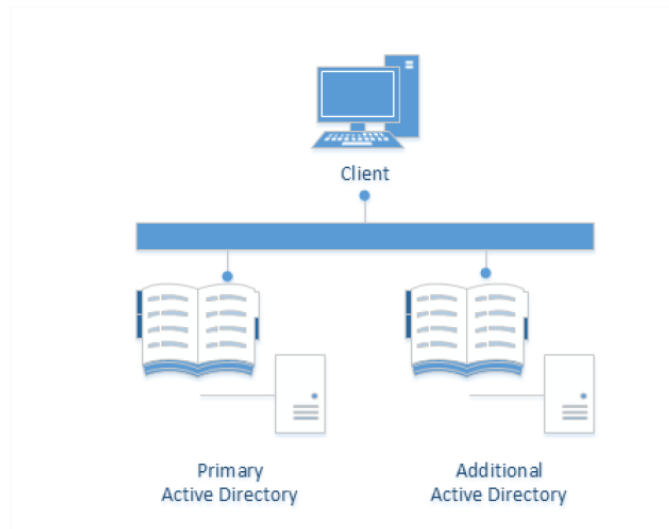 Client
Primary
Active Directory
Additional
Active Directory